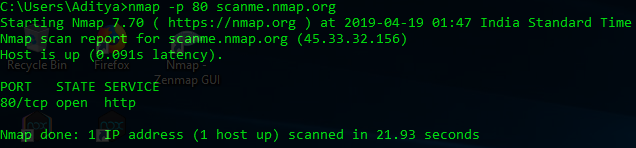 C:\Users\Aditya>nmap -p 80 scanme.nmap.org
Starting Nmap 7.70 ( https://nmap.org ) at 2019-04-19 01:47 India Standard Time
Nmap scan report for scanme.nmap.org (45.33.32.156)
Host is up (0.091s latency).
Recycle Bin
Firefox
Nmap -
Zenmap GUI
PORT   STATE SERVICE
80/tcp open  http
Nmap done: 1 IP address (1 host up) scanned in 21.93 seconds